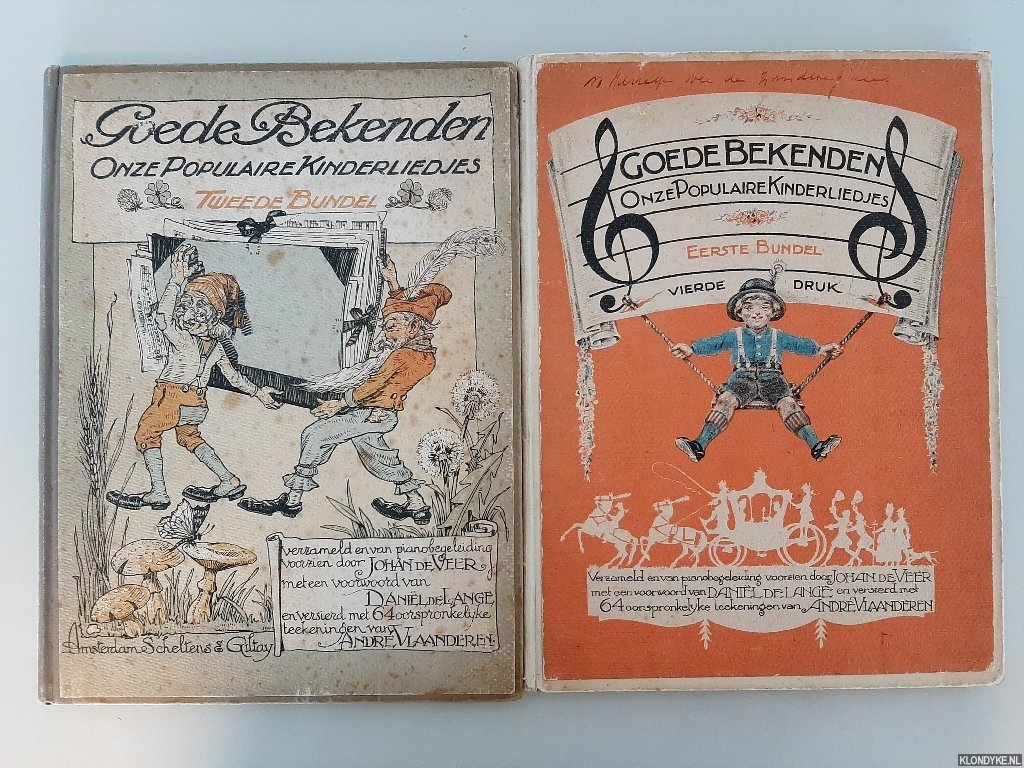 Goede Bekenden
Onze Populaire Kinderliedjes
Tweede Bundel
verzameld en van pianobegeleiding
voorzien door JOHAN DE VEER
met een voorwoord van
DANIËL DE LANGE
en versierd met 64 oorspronkelyke
teekeningen van ANDRÉ VLAANDEREN
Amsterdam Scheltens & Giltay
de
GOEDE BEKENDEN
Onze Populaire Kinderliedjes
EERSTE BUNDEL
VIERDE DRUK
Verzameld en van pianobegeleiding voorzien door JOHAN DE VEER
met een voorwoord van DANIËL DE LANGE en versierd met
64 oorspronkelyke teekeningen van ANDRÉ VLAANDEREN
KLONDYKE.NL